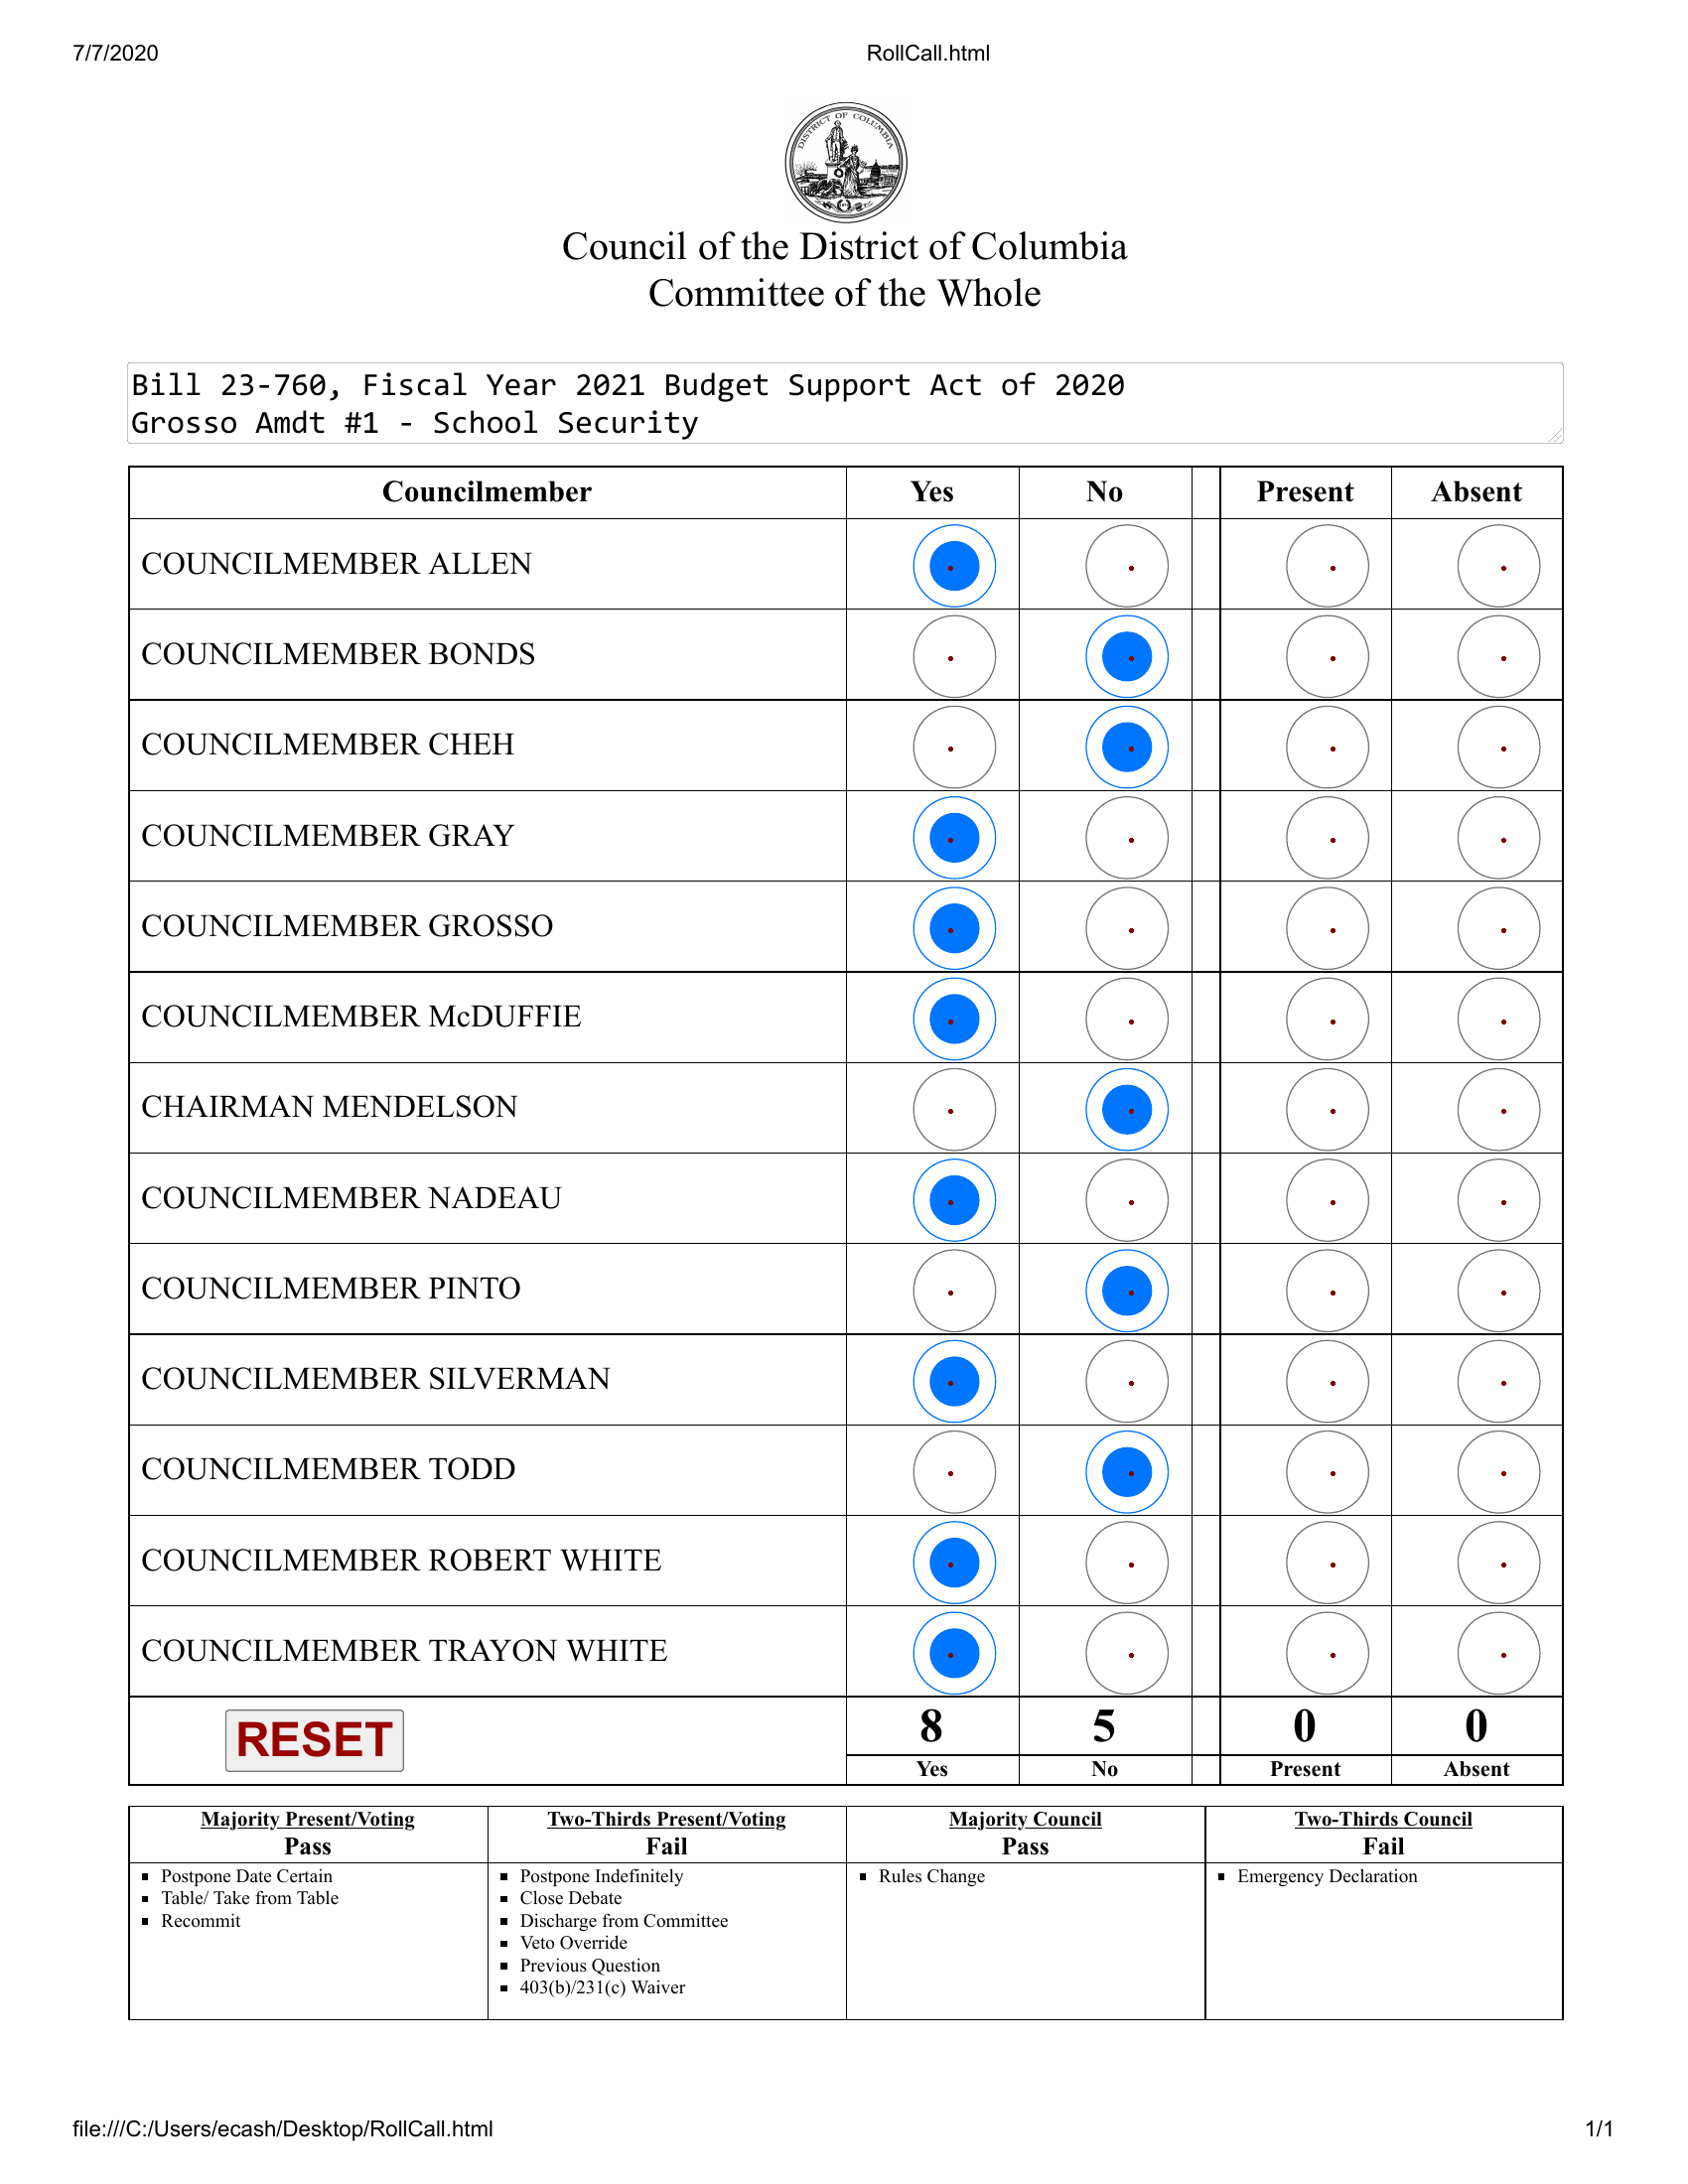 7/7/2020 RollCall.html
DISTRICT OF COLUMBIA
Council of the District of Columbia
Committee of the Whole
Bill 23-760, Fiscal Year 2021 Budget Support Act of 2020
Grosso Amdt #1 - School Security
Councilmember Yes No Present Absent
COUNCILMEMBER ALLEN
COUNCILMEMBER BONDS
COUNCILMEMBER CHEH
COUNCILMEMBER GRAY
COUNCILMEMBER GROSSO
COUNCILMEMBER McDUFFIE
CHAIRMAN MENDELSON
COUNCILMEMBER NADEAU
COUNCILMEMBER PINTO
COUNCILMEMBER SILVERMAN
COUNCILMEMBER TODD
COUNCILMEMBER ROBERT WHITE
COUNCILMEMBER TRAYON WHITE
RESET 8 5 0 0
Yes No Present Absent
Majority Present/Voting Two-Thirds Present/Voting Majority Council Two-Thirds Council
Pass Fail Pass Fail
▪ Postpone Date Certain ▪ Postpone Indefinitely ▪ Rules Change ▪ Emergency Declaration
▪ Table/ Take from Table ▪ Close Debate
▪ Recommit ▪ Discharge from Committee
▪ Veto Override
▪ Previous Question
▪ 403(b)/231(c) Waiver
file:///C:/Users/ecash/Desktop/RollCall.html 1/1